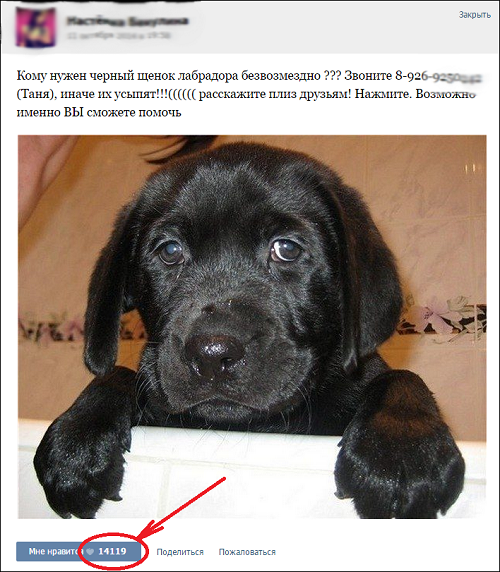 Закрыть
Кому нужен черный щенок лабрадора безвозмездно ??? Звоните 8-926-
(Таня), иначе их усыпят!!!(((((( расскажите плиз друзьям! Нажмите. Возможно
именно ВЫ сможете помочь
Мне нравится 14119 Поделиться Пожаловаться